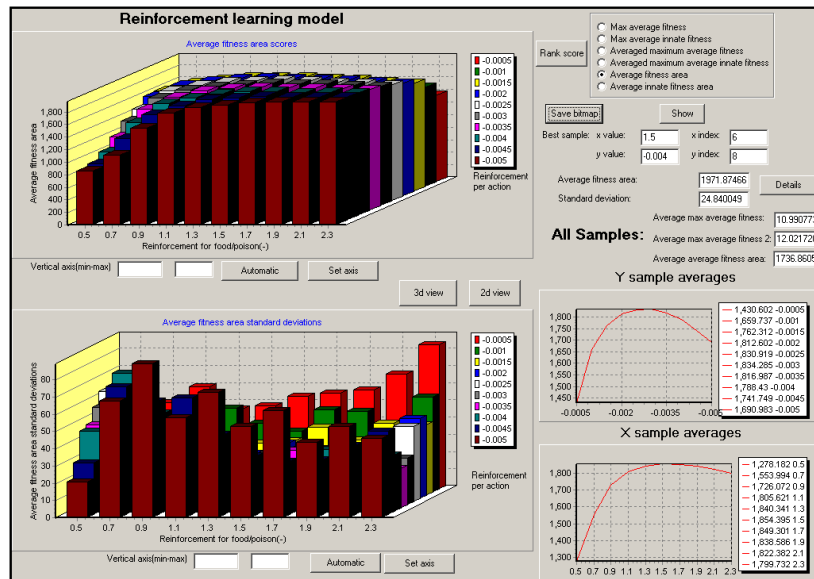 Reinforcement learning model
Average fitness area scores
1,800
1,600
1,400
1,200
1,000
800
600
400
200
0
Average fitness area
0.5 0.7 0.9 1.1 1.3 1.5 1.7 1.9 2.1 2.3
Reinforcement for food/poison(-)
-0.0005
-0.001
-0.0015
-0.002
-0.0025
-0.003
-0.0035
-0.004
-0.0045
-0.005
Reinforcement
per action
Vertical axis(min-max)
Automatic
Set axis
3d view
2d view
Average fitness area standard deviations
80
70
60
50
40
30
20
10
0
Average fitness area standard deviations
0.5 0.7 0.9 1.1 1.3 1.5 1.7 1.9 2.1 2.3
Reinforcement for food/poison(-)
-0.0005
-0.001
-0.0015
-0.002
-0.0025
-0.003
-0.0035
-0.004
-0.0045
-0.005
Reinforcement
per action
Vertical axis(min-max)
Automatic
Set axis
Rank score
Max average fitness
Max average innate fitness
Averaged maximum average fitness
Averaged maximum average innate fitness
Average fitness area
Average innate fitness area
Save bitmap
Show
Best sample: x value: 1.5 x index: 6
y value: -0.004 y index: 8
Average fitness area: 1971.87466
Standard deviation: 24.840049
Details
All Samples:
Average max average fitness: 10.990773
Average max average fitness 2: 12.021720
Average average fitness area: 1736.8605
Y sample averages
1,800
1,750
1,700
1,650
1,600
1,550
1,500
1,450
-0.0005 -0.002 -0.0035 -0.005
1,430.602 -0.0005
1,659.737 -0.001
1,762.312 -0.0015
1,812.602 -0.002
1,830.919 -0.0025
1,834.285 -0.003
1,816.987 -0.0035
1,788.43 -0.004
1,741.749 -0.0045
1,690.983 -0.005
X sample averages
1,800
1,700
1,600
1,500
1,400
1,300
0.5 0.7 0.9 1.1 1.3 1.5 1.7 1.9 2.1 2.3
1,278.182 0.5
1,553.994 0.7
1,726.072 0.9
1,805.621 1.1
1,840.341 1.3
1,854.395 1.5
1,849.301 1.7
1,838.586 1.9
1,822.382 2.1
1,799.732 2.3